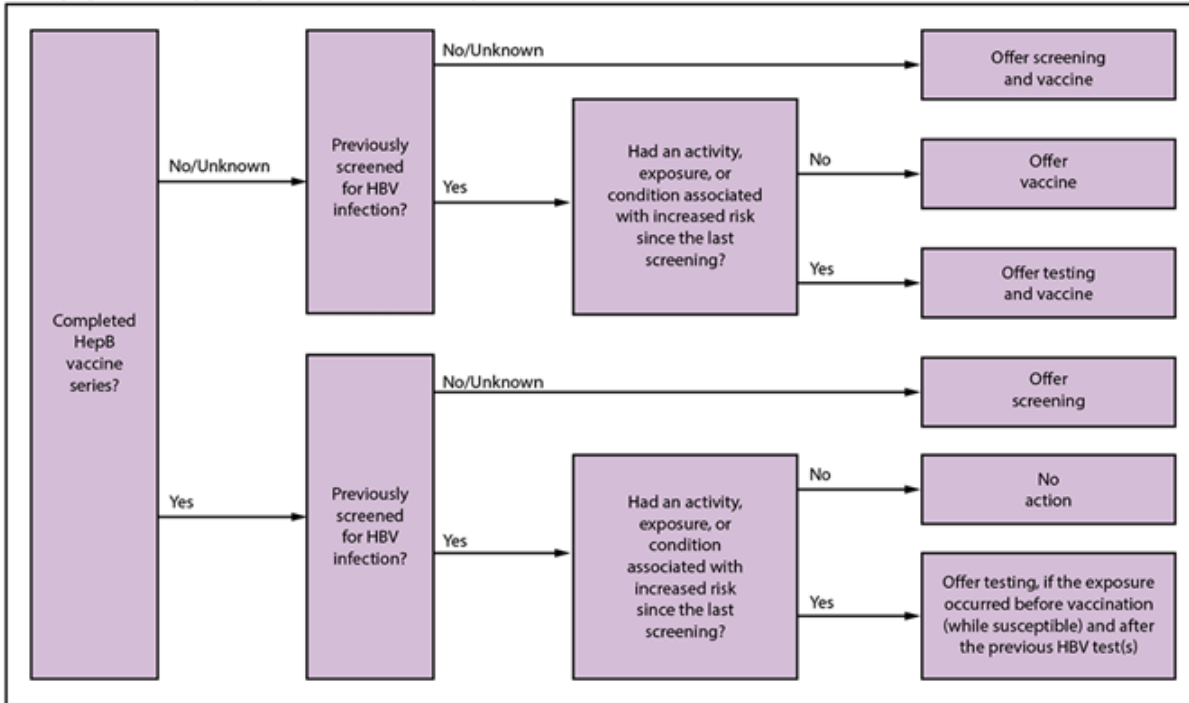 Completed
HepB
vaccine
series?
No/Unknown
Previously
screened
for HBV
infection?
No/Unknown
Offer screening
and vaccine
Yes
Had an activity,
exposure, or
condition associated
with increased risk
since the last
screening?
No
Offer
vaccine
Yes
Offer testing
and vaccine
Yes
Previously
screened
for HBV
infection?
No/Unknown
Offer
screening
Yes
Had an activity,
exposure, or
condition
associated with
increased risk
since the last
screening?
No
No
action
Yes
Offer testing, if the exposure
occurred before vaccination
(while susceptible) and after
the previous HBV test(s)